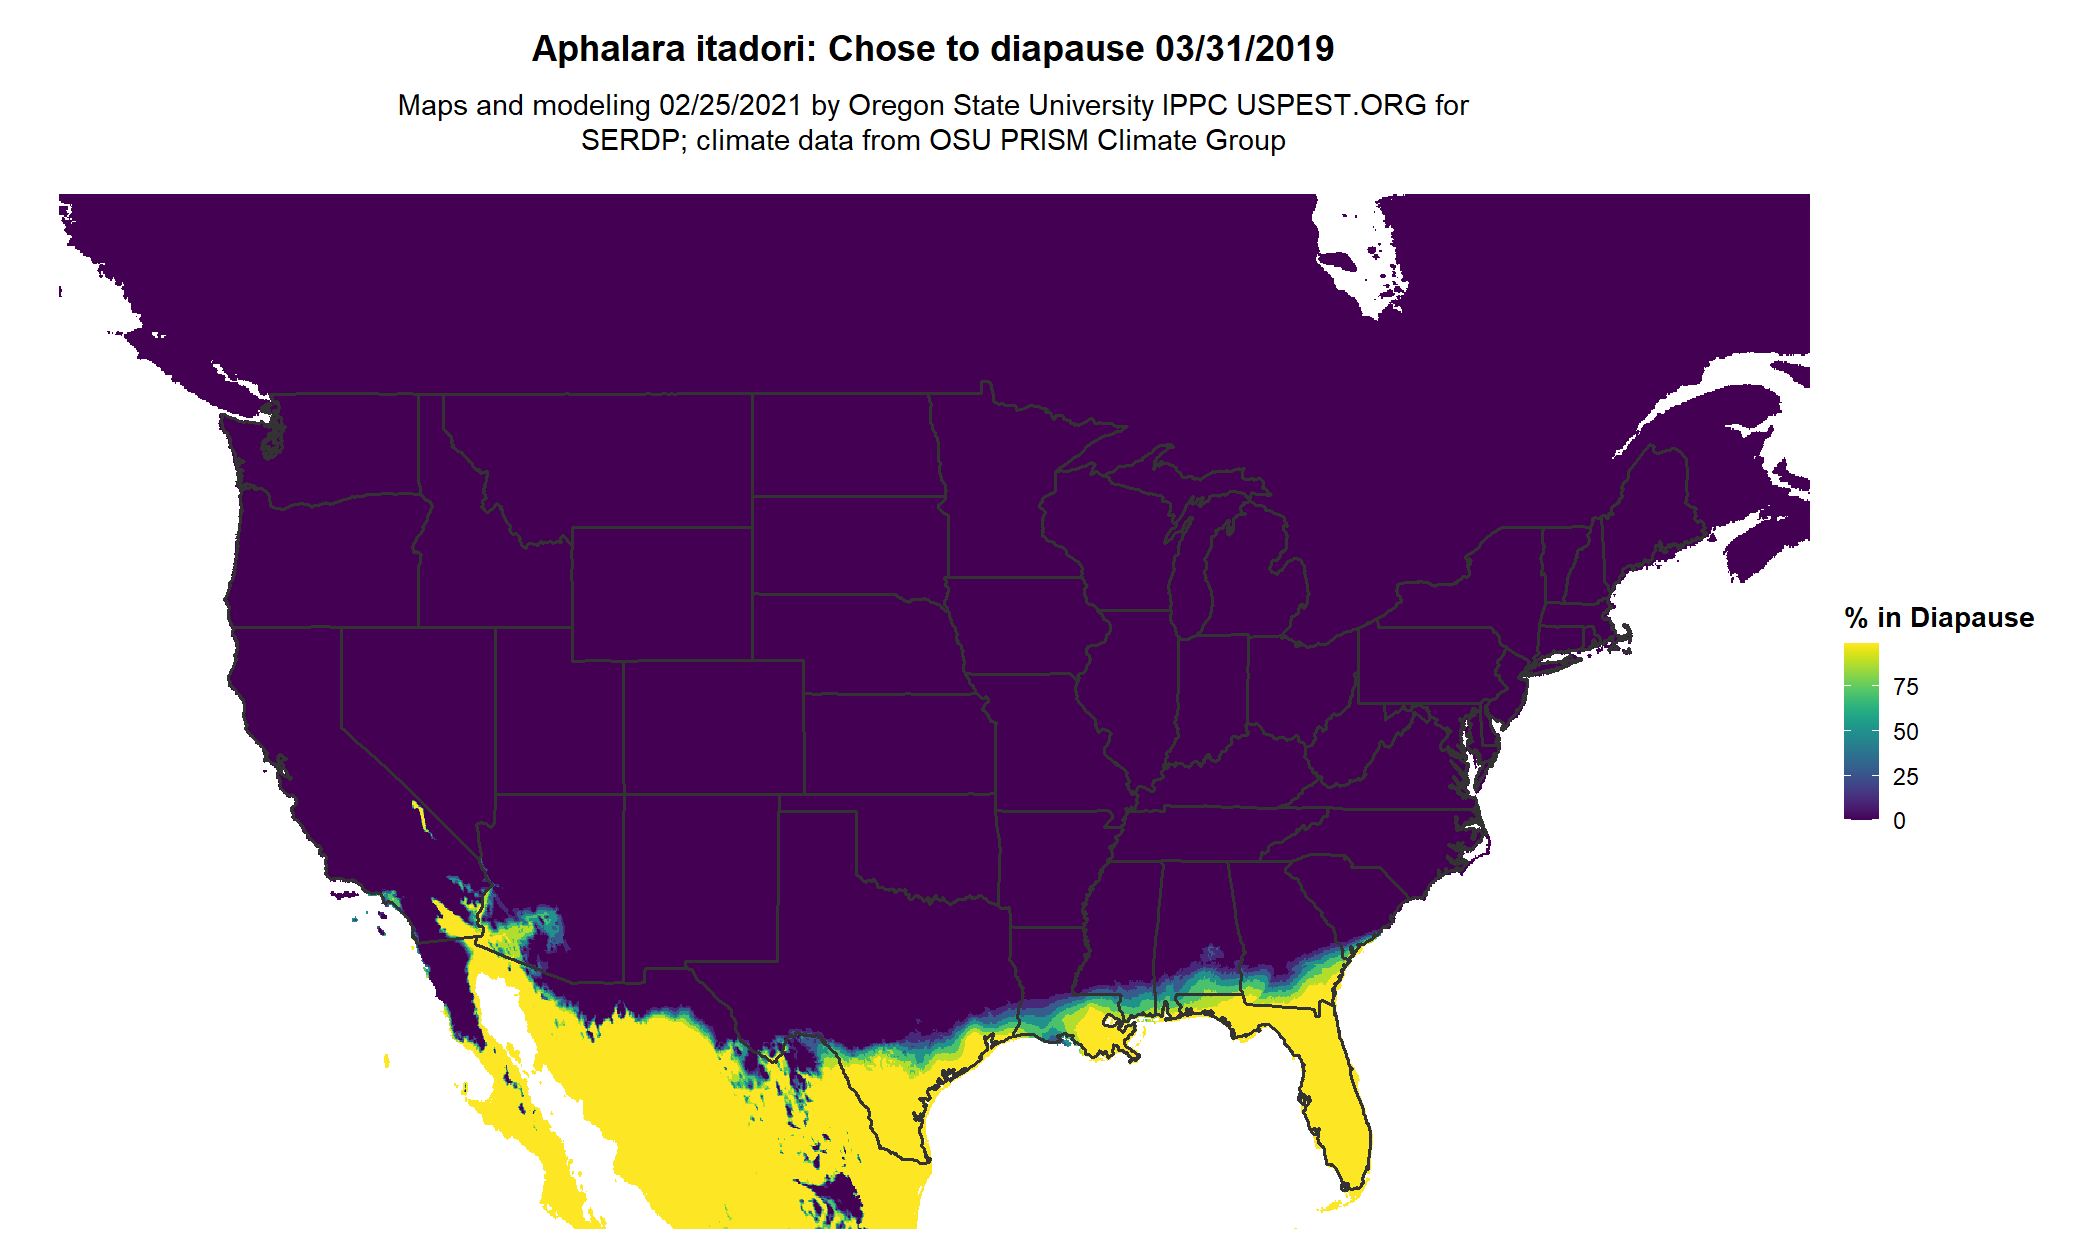 Aphalara itadori: Chose to diapause 03/31/2019
Maps and modeling 02/25/2021 by Oregon State University IPPC USPEST.ORG for
SERDP; climate data from OSU PRISM Climate Group
% in Diapause
75
50
25
0